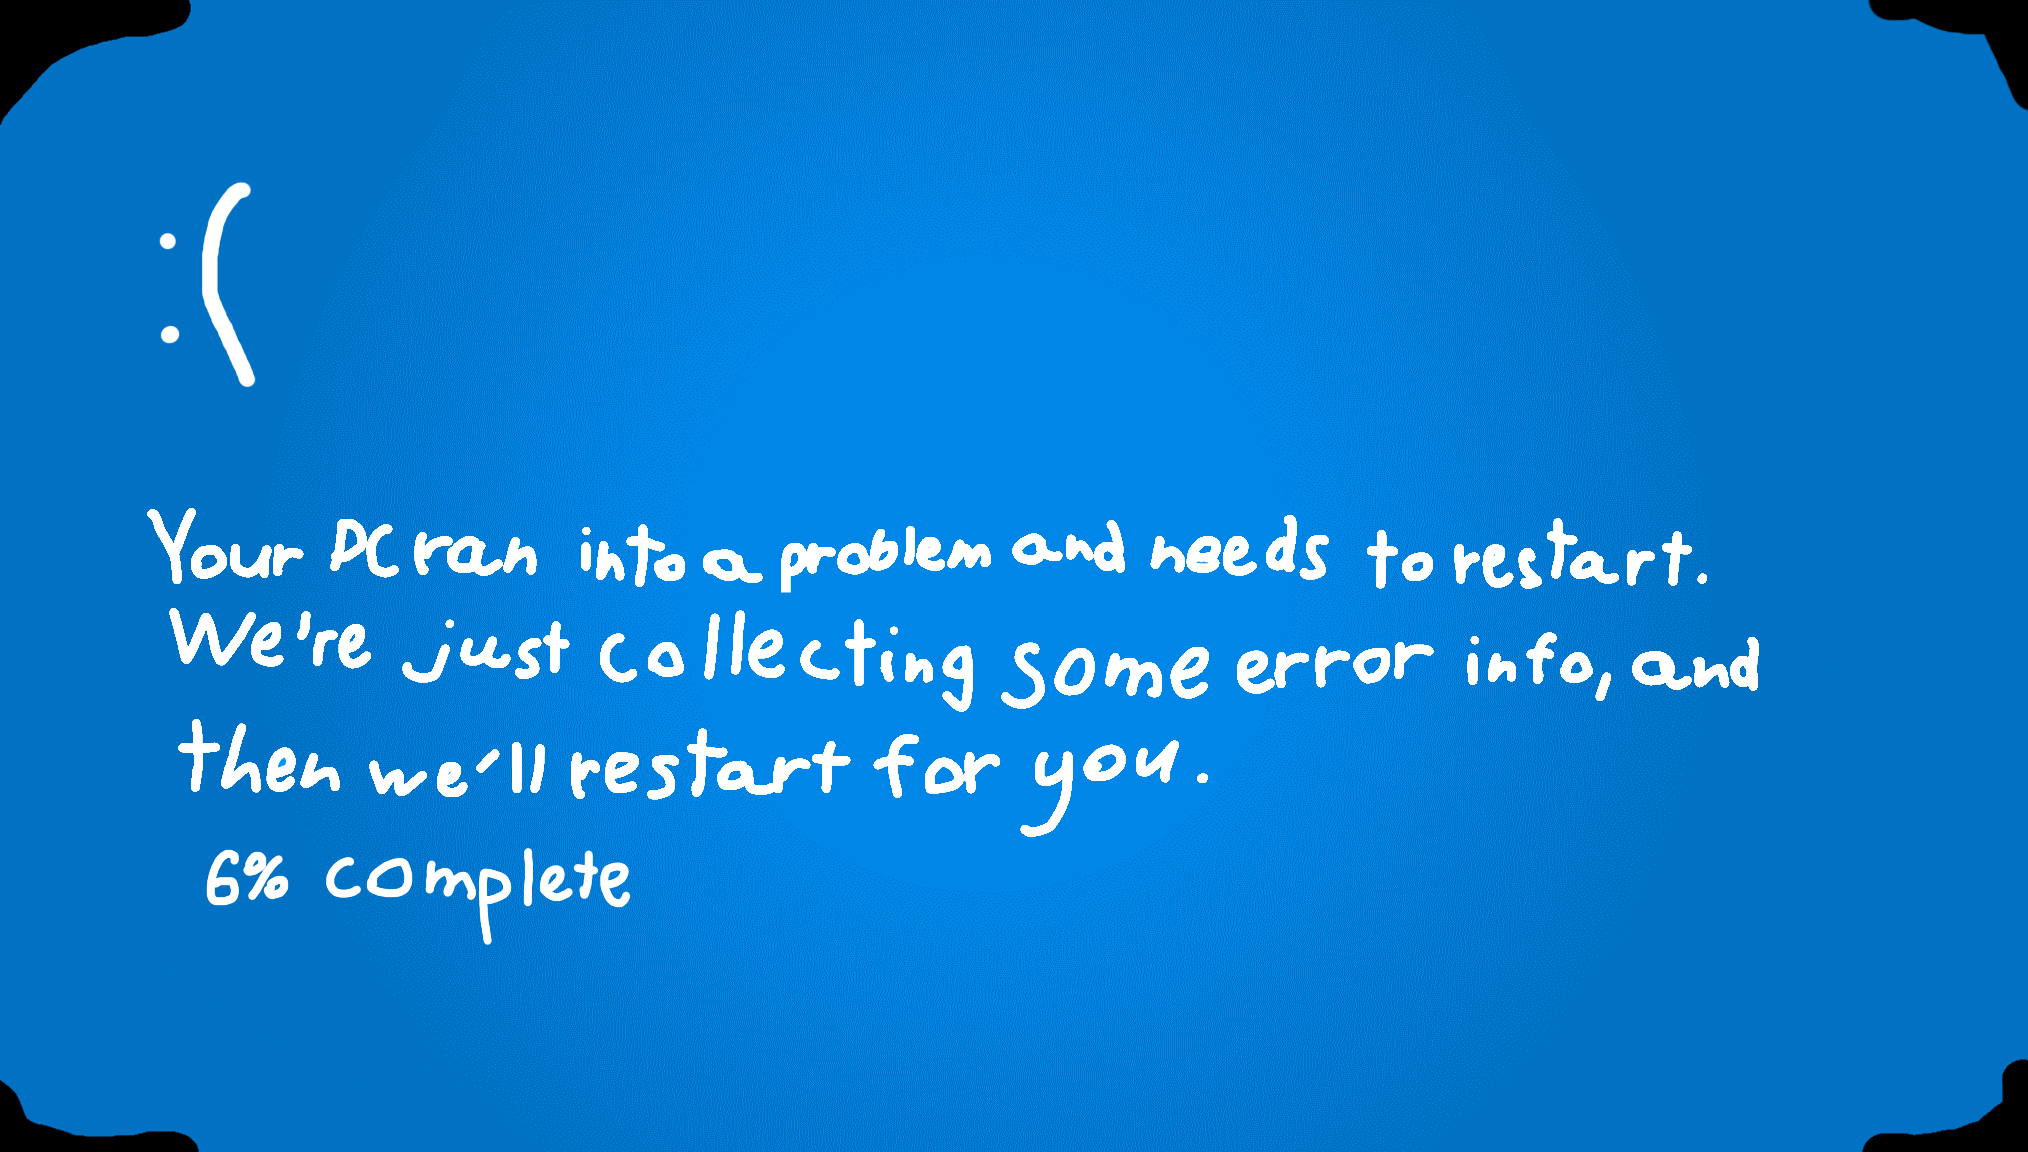 :(
Your PC ran into a problem and needs to restart.
We're just collecting some error info, and
then we'll restart for you.
6% complete